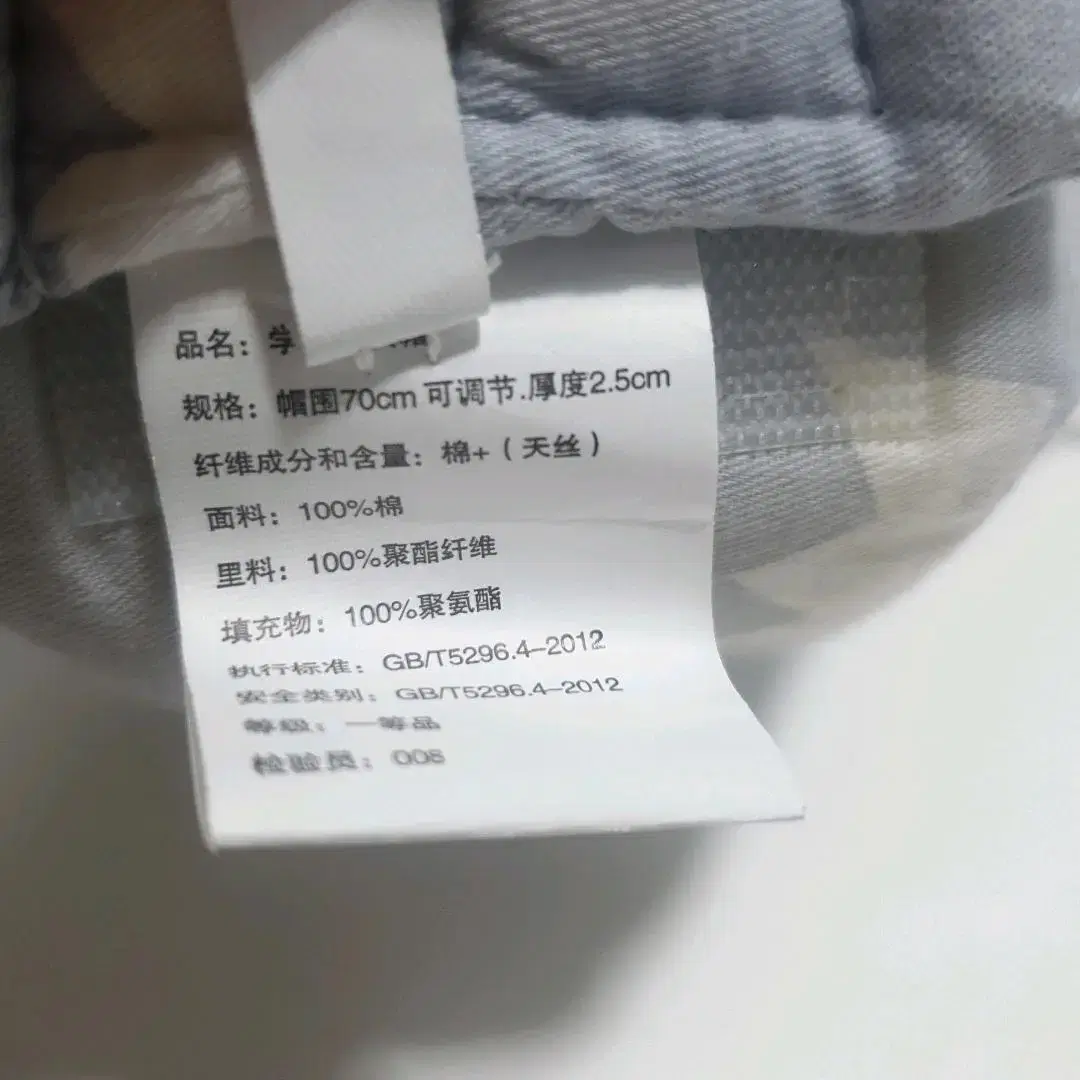 品名：学
规格：帽围70cm 可调节.厚度2.5cm
纤维成分和含量：棉+（天丝）
面料：100%棉
里料：100%聚酯纤维
填充物：100%聚氨酯
执行标准：GB/T5296.4–2012
安全类别：GB/T5296.4–2012
等级：一等品
检验员：008